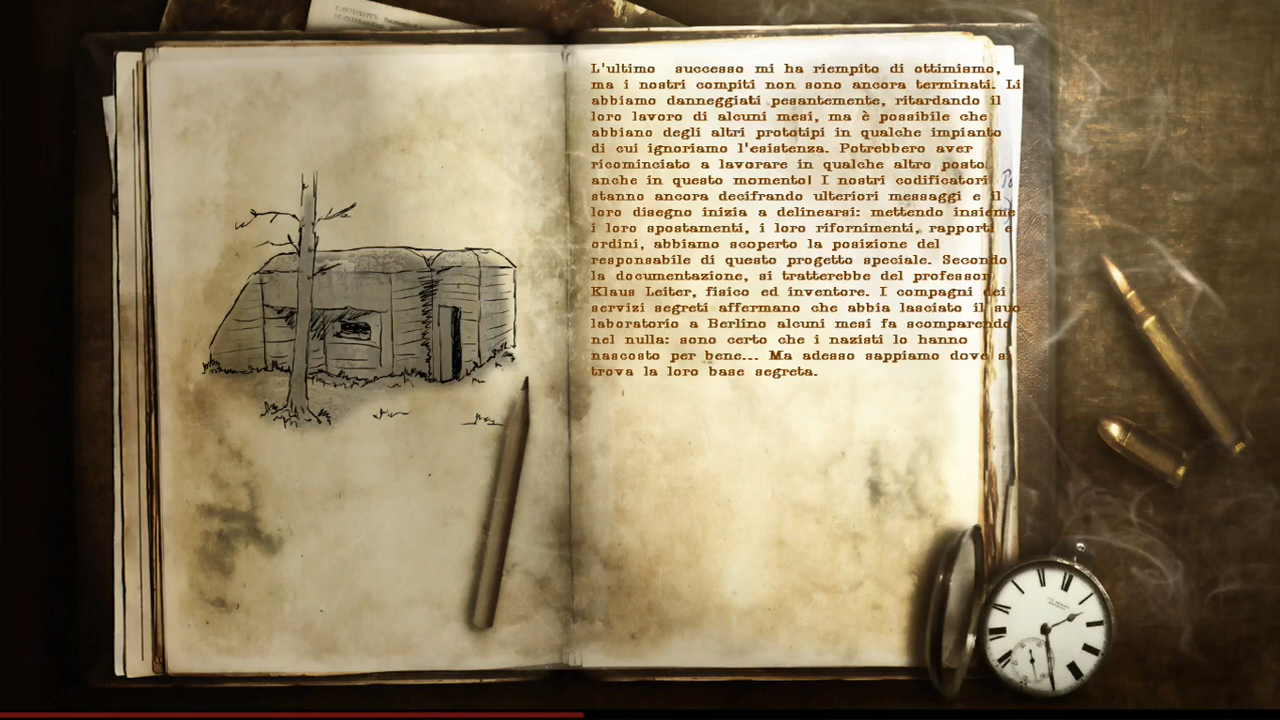 L'ultimo successo mi ha riempito di ottimismo,
ma i nostri compiti non sono ancora terminati. Li
abbiamo danneggiati pesantemente, ritardando il
loro lavoro di alcuni mesi, ma è possibile che
abbiano degli altri prototipi in qualche impianto
di cui ignoriamo l'esistenza. Potrebbero aver
ricominciato a lavorare in qualche altro posto
anche in questo momento! I nostri codificatori
stanno ancora decifrando ulteriori messaggi e il
loro disegno inizia a delinearsi: mettendo insieme
i loro spostamenti, i loro rifornimenti, rapporti e
ordini, abbiamo scoperto la posizione del
responsabile di questo progetto speciale. Secondo
la documentazione, si tratterebbe del professor
Klaus Leiter, fisico ed inventore. I compagni dei
servizi segreti affermano che abbia lasciato il suo
laboratorio a Berlino alcuni mesi fa scomparendo
nel nulla: sono certo che i nazisti lo hanno
nascosto per bene... Ma adesso sappiamo dove si
trova la loro base segreta.